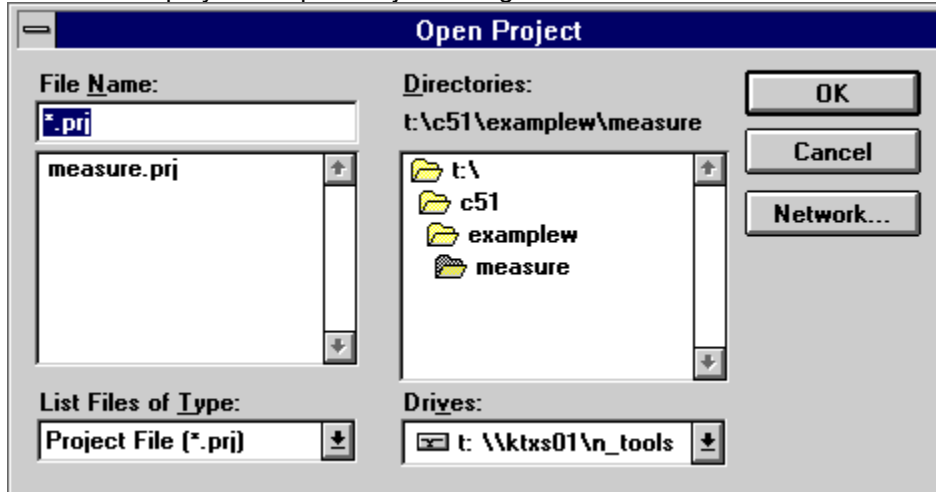 Open Project
File Name:
*.prj
measure.prj
List Files of Type:
Project File (*.prj)
Directories:
t:\c51\examplew\measure
t:\
c51
examplew
measure
Drives:
t: \\ktxs01\n_tools
OK
Cancel
Network...